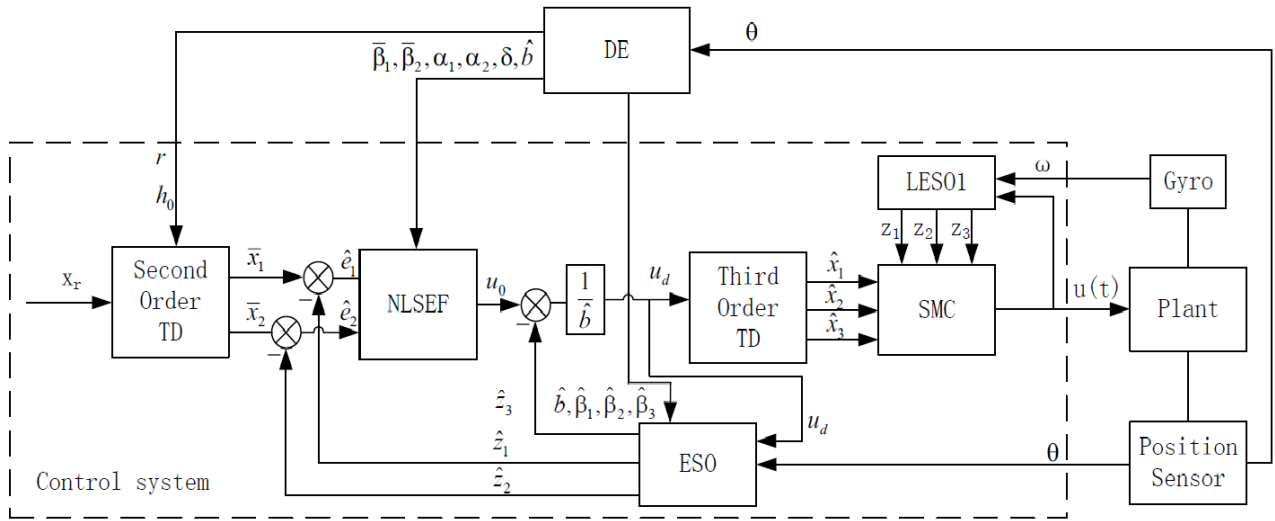 DE
θ
β̄₁, β̄₂, α₁, α₂, δ, b̂
r
h₀
LESO1
ω
Gyro
z₁
z₂
z₃
xᵣ
Second
Order
TD
x̄₁
x̄₂
ê₁
ê₂
NLSEF
u₀
1
b̂
u_d
Third
Order
TD
x̂₁
x̂₂
x̂₃
SMC
u(t)
Plant
ẑ₃
b̂, β̂₁, β̂₂, β̂₃
u_d
ẑ₁
ẑ₂
ESO
θ
Position
Sensor
Control system